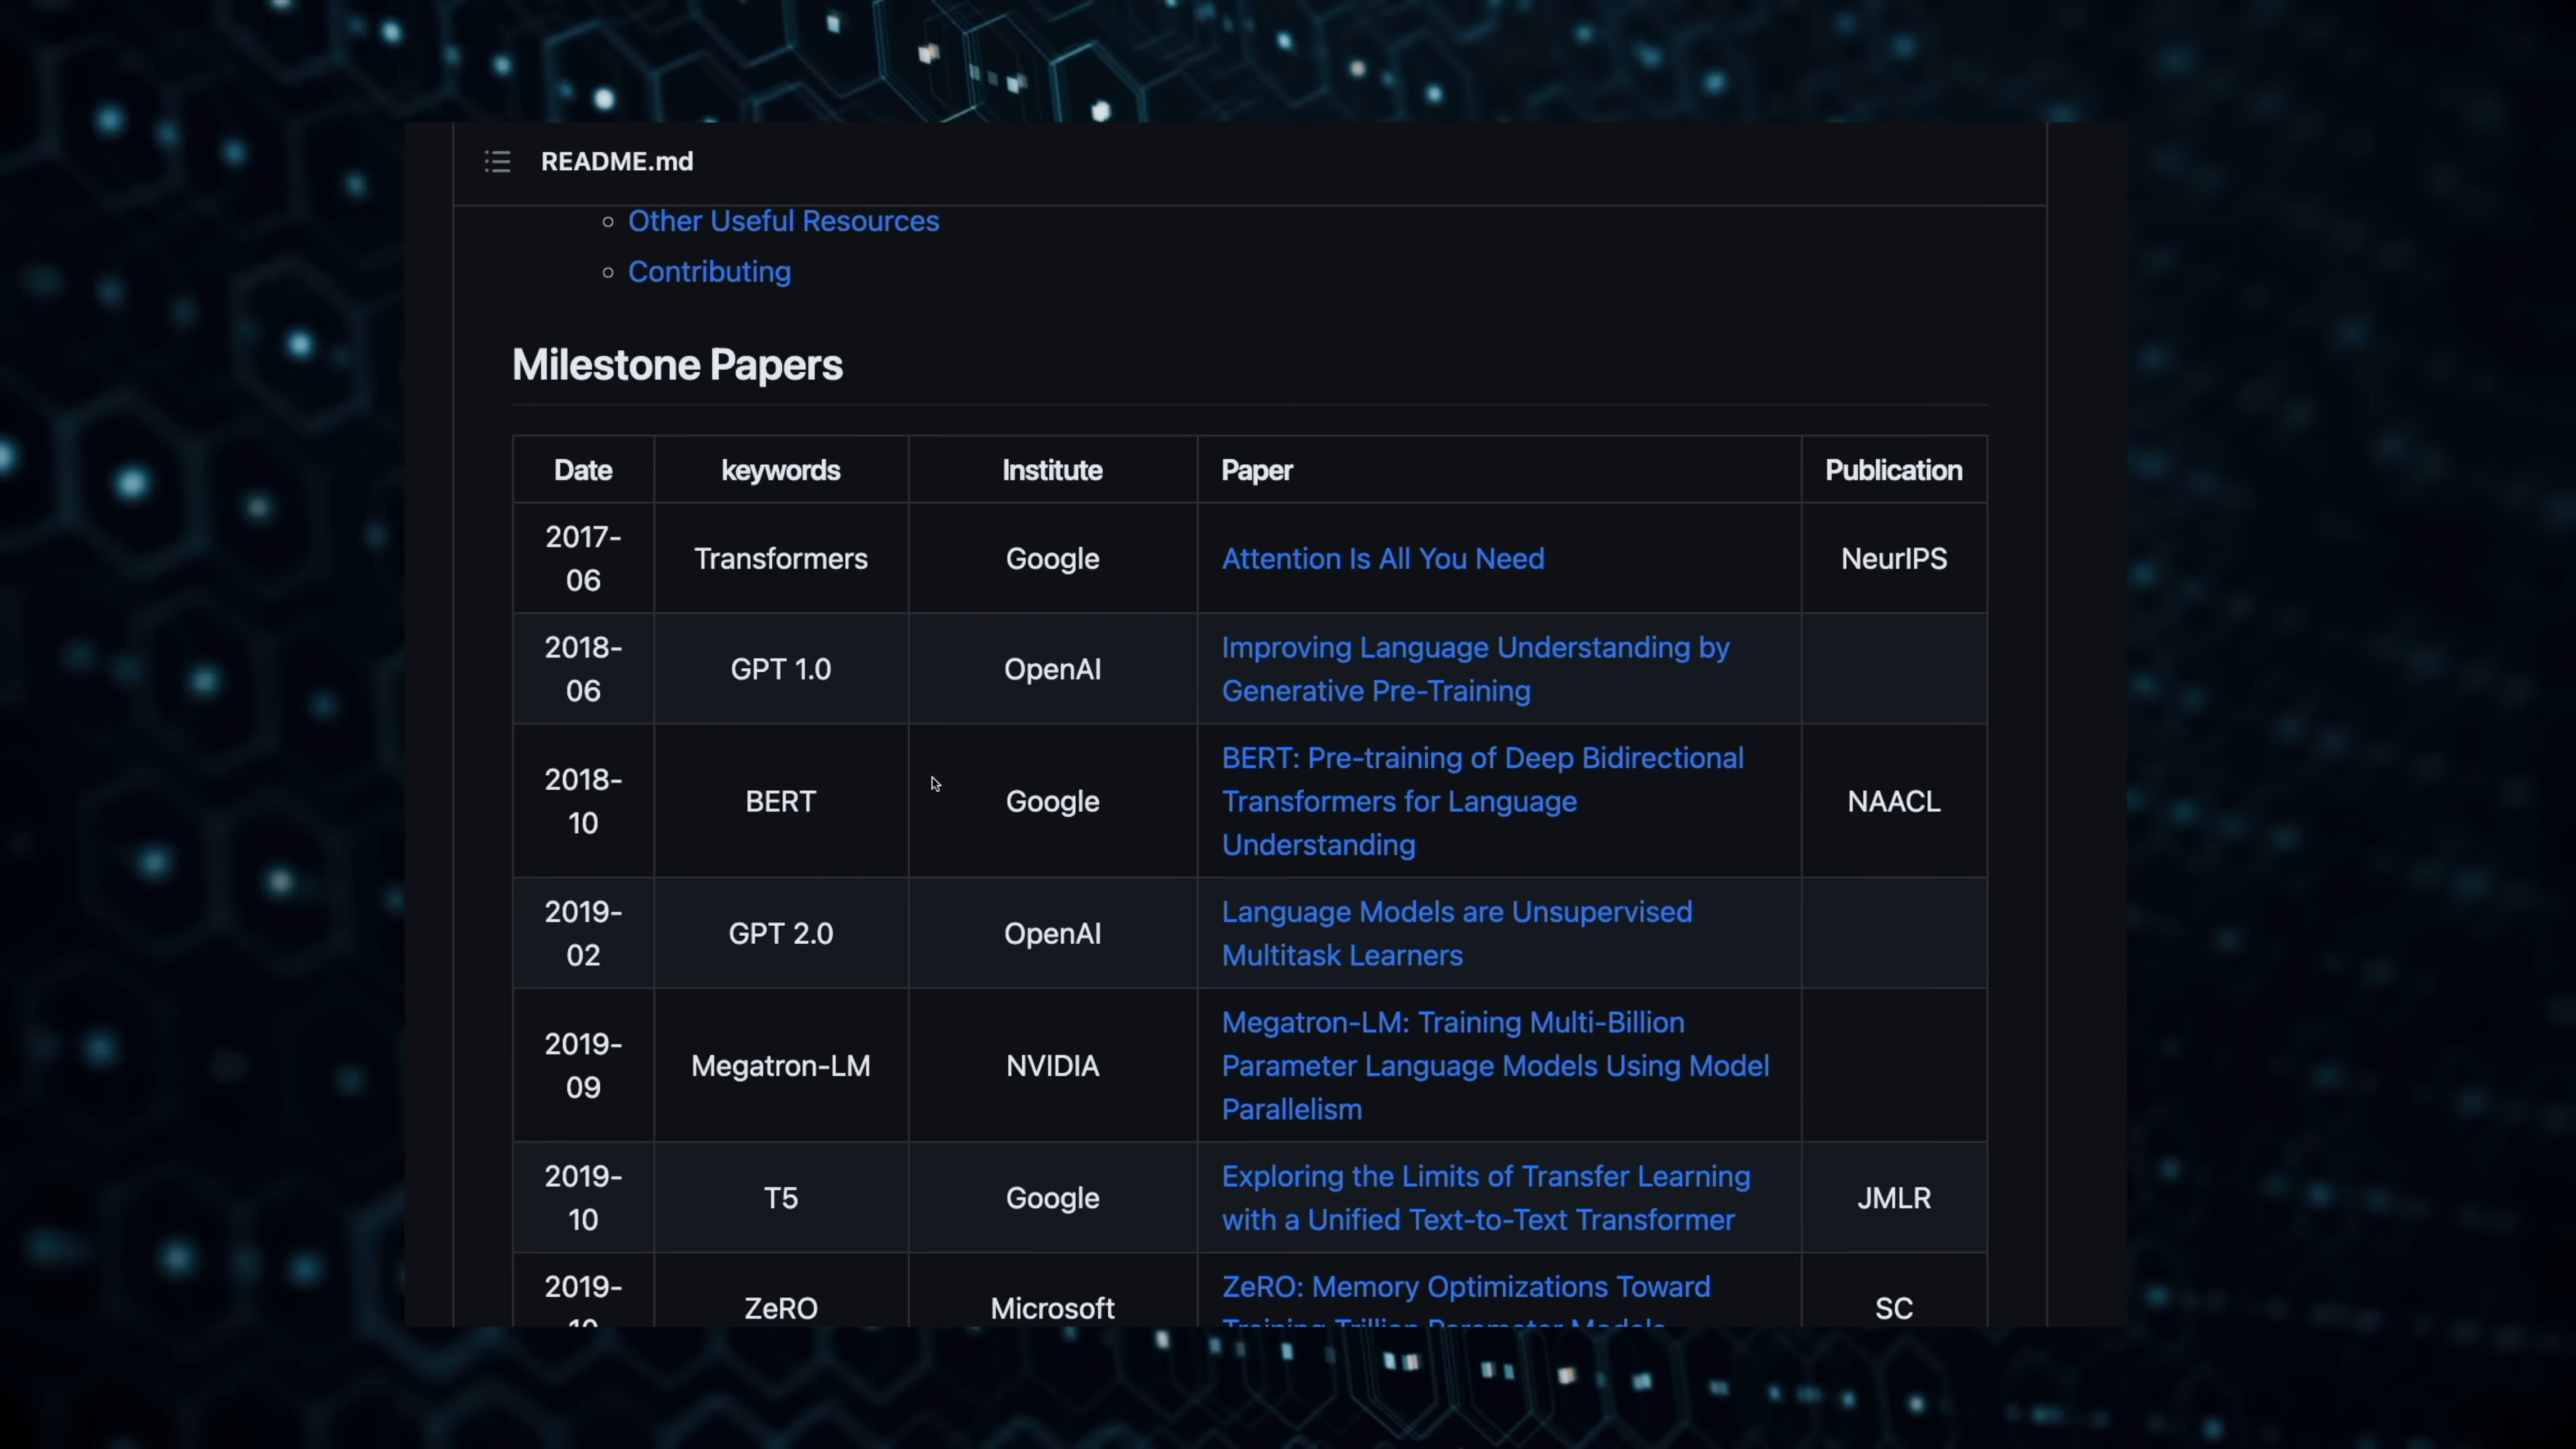 README.md
Other Useful Resources
Contributing
Milestone Papers
Date keywords Institute Paper Publication
2017-
06 Transformers Google Attention Is All You Need NeurIPS
2018-
06 GPT 1.0 OpenAI Improving Language Understanding by
Generative Pre-Training
2018-
10 BERT Google BERT: Pre-training of Deep Bidirectional
Transformers for Language
Understanding NAACL
2019-
02 GPT 2.0 OpenAI Language Models are Unsupervised
Multitask Learners
2019-
09 Megatron-LM NVIDIA Megatron-LM: Training Multi-Billion
Parameter Language Models Using Model
Parallelism
2019-
10 T5 Google Exploring the Limits of Transfer Learning
with a Unified Text-to-Text Transformer JMLR
2019-
10 ZeRO Microsoft ZeRO: Memory Optimizations Toward
Training Trillion Parameter Models SC